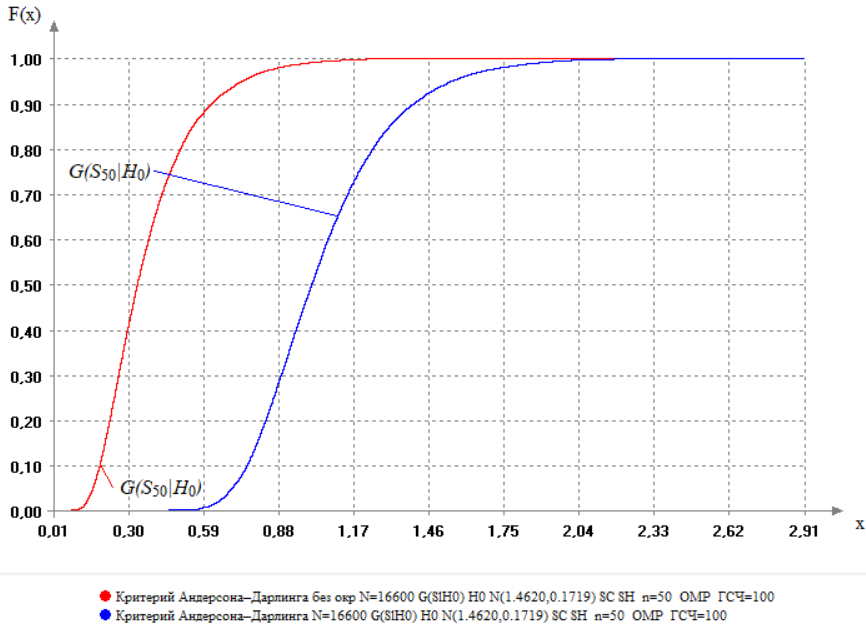 F(x)
1,00
0,90
0,80
G(S50|H0)
0,70
0,60
0,50
0,40
0,30
0,20
0,10
G(S50|H0)
0,00
0,01 0,30 0,59 0,88 1,17 1,46 1,75 2,04 2,33 2,62 2,91
x
Критерий Андерсона–Дарлинга без окр N=16600 G(S|H0) H0 N(1.4620,0.1719) SC SH n=50 ОМР ГСЧ=100
Критерий Андерсона–Дарлинга N=16600 G(S|H0) H0 N(1.4620,0.1719) SC SH n=50 ОМР ГСЧ=100